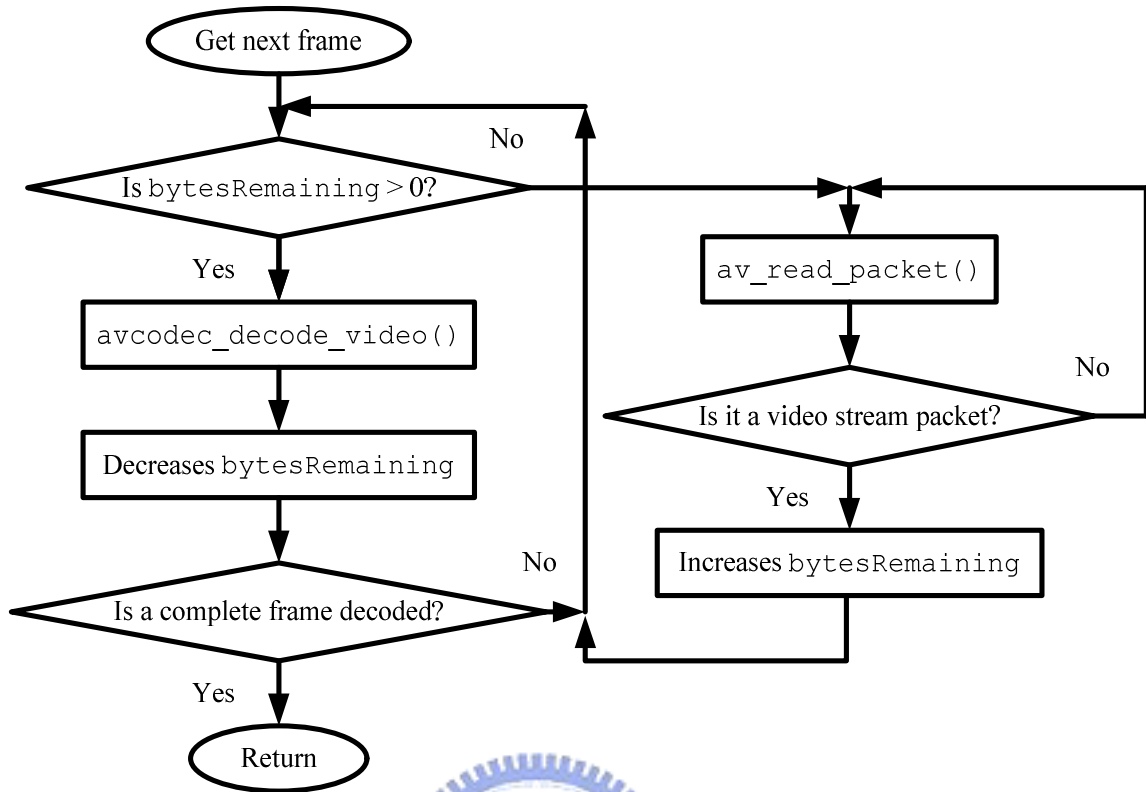 Get next frame
No
Is bytesRemaining > 0?
Yes
avcodec_decode_video()
Decreases bytesRemaining
No
Is a complete frame decoded?
Yes
Return
av_read_packet()
No
Is it a video stream packet?
Yes
Increases bytesRemaining